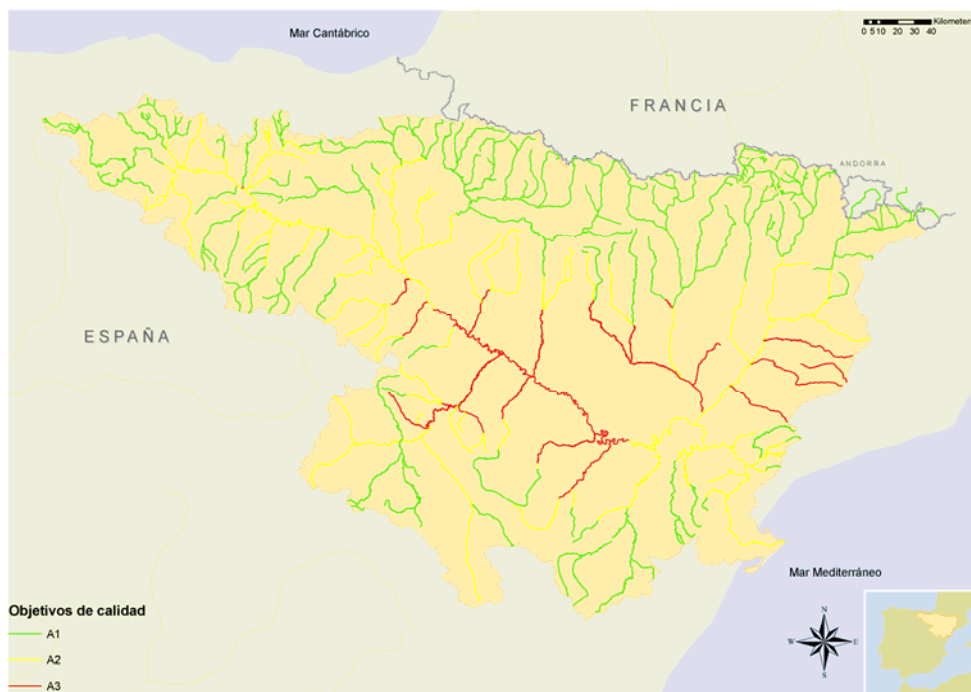 Mar Cantábrico
Kilometer
0 5 10 20 30 40
FRANCIA
ANDORRA
ESPAÑA
Mar Mediterráneo
Objetivos de calidad
A1
A2
A3
N
W E
S